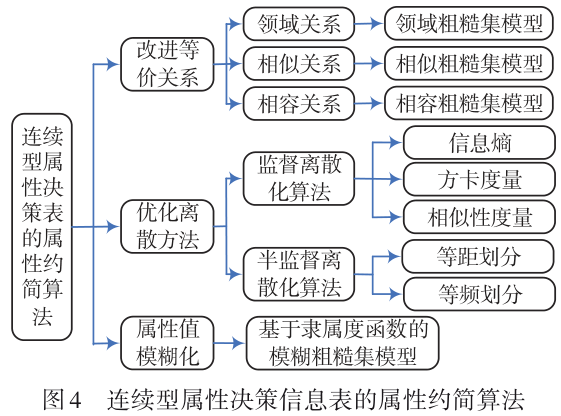 连续
型属
性决
策表
的属
性约
简算
法
改进等
价关系
领域关系
领域粗糙集模型
相似关系
相似粗糙集模型
相容关系
相容粗糙集模型
优化离
散方法
监督离散
化算法
信息熵
方卡度量
相似性度量
半监督离
散化算法
等距划分
等频划分
属性值
模糊化
基于隶属度函数的
模糊粗糙集模型
图4 连续型属性决策信息表的属性约简算法